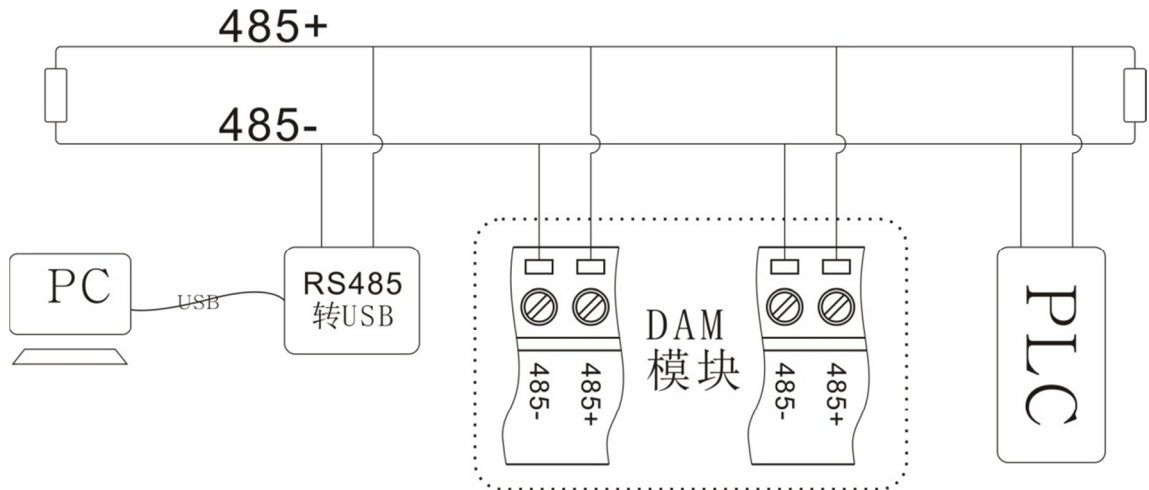 485+
485-
PC
USB
RS485
转USB
485-
485+
DAM
模块
485-
485+
PLC